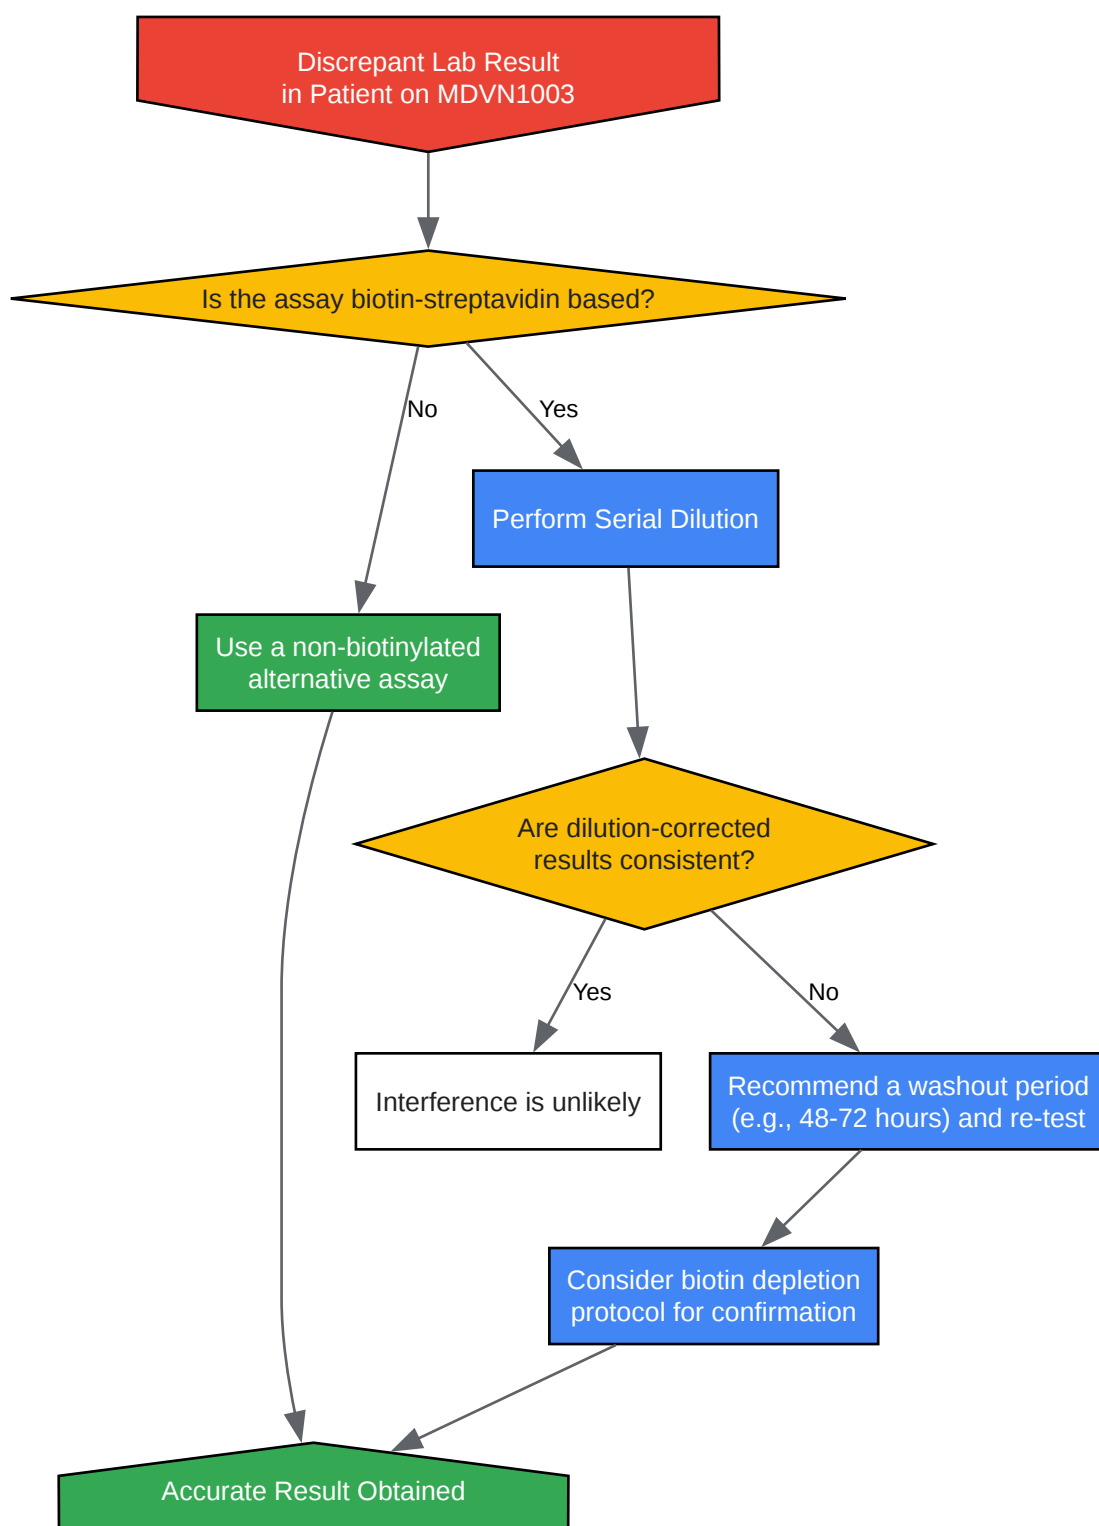 Discrepant Lab Result
in Patient on MDVN1003
Is the assay biotin-streptavidin based?
No
Yes
Perform Serial Dilution
Use a non-biotinylated
alternative assay
Are dilution-corrected
results consistent?
Yes
No
Interference is unlikely
Recommend a washout period
(e.g., 48-72 hours) and re-test
Consider biotin depletion
protocol for confirmation
Accurate Result Obtained